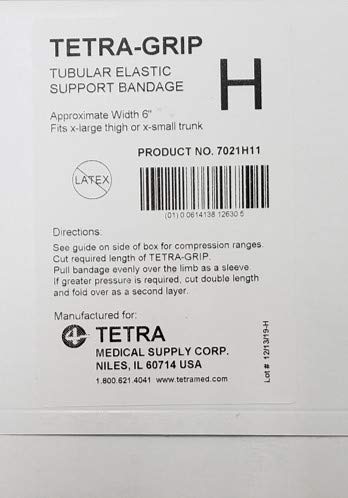 TETRA-GRIP
TUBULAR ELASTIC
SUPPORT BANDAGE
H
Approximate Width 6"
Fits x-large thigh or x-small trunk
PRODUCT NO. 7021H11
LATEX
(01) 0 0614138 12630 5
Directions:
See guide on side of box for compression ranges.
Cut required length of TETRA-GRIP.
Pull bandage evenly over the limb as a sleeve.
If greater pressure is required, cut double length
and fold over as a second layer.
Manufactured for:
4 TETRA
MEDICAL SUPPLY CORP.
NILES, IL 60714 USA
1.800.621.4041 www.tetramed.com
Lot # 12/13/19-H